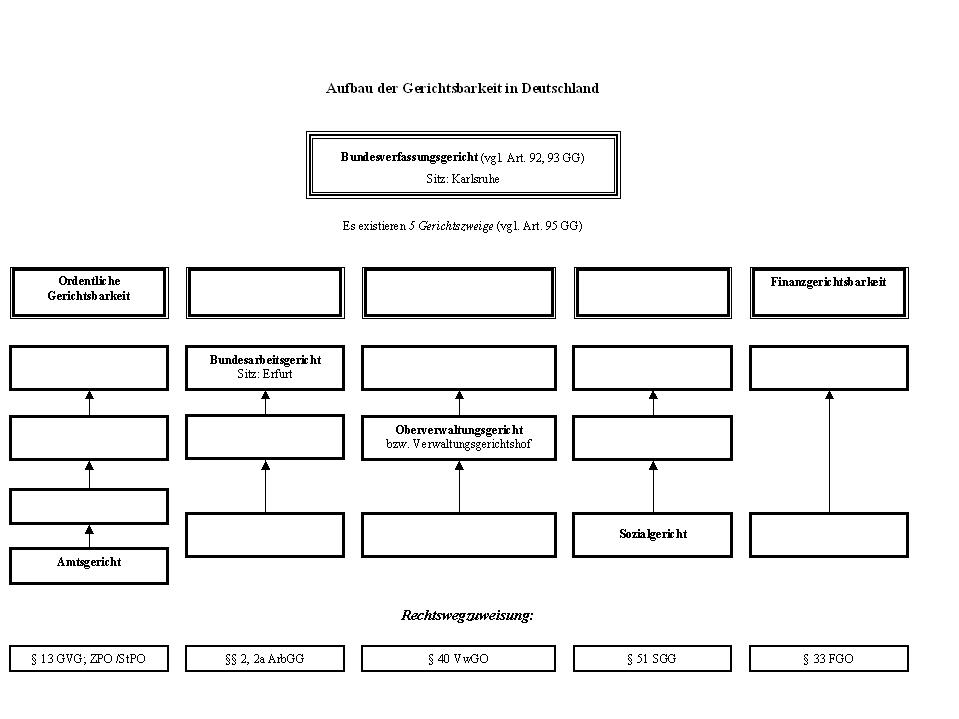 Aufbau der Gerichtsbarkeit in Deutschland
Bundesverfassungsgericht (vgl. Art. 92, 93 GG)
Sitz: Karlsruhe
Es existieren 5 Gerichtszweige (vgl. Art. 95 GG)
Ordentliche
Gerichtsbarkeit
Finanzgerichtsbarkeit
Bundesarbeitsgericht
Sitz: Erfurt
Oberverwaltungsgericht
bzw. Verwaltungsgerichtshof
Sozialgericht
Amtsgericht
Rechtswegzuweisung:
§ 13 GVG; ZPO /StPO
§§ 2, 2a ArbGG
§ 40 VwGO
§ 51 SGG
§ 33 FGO